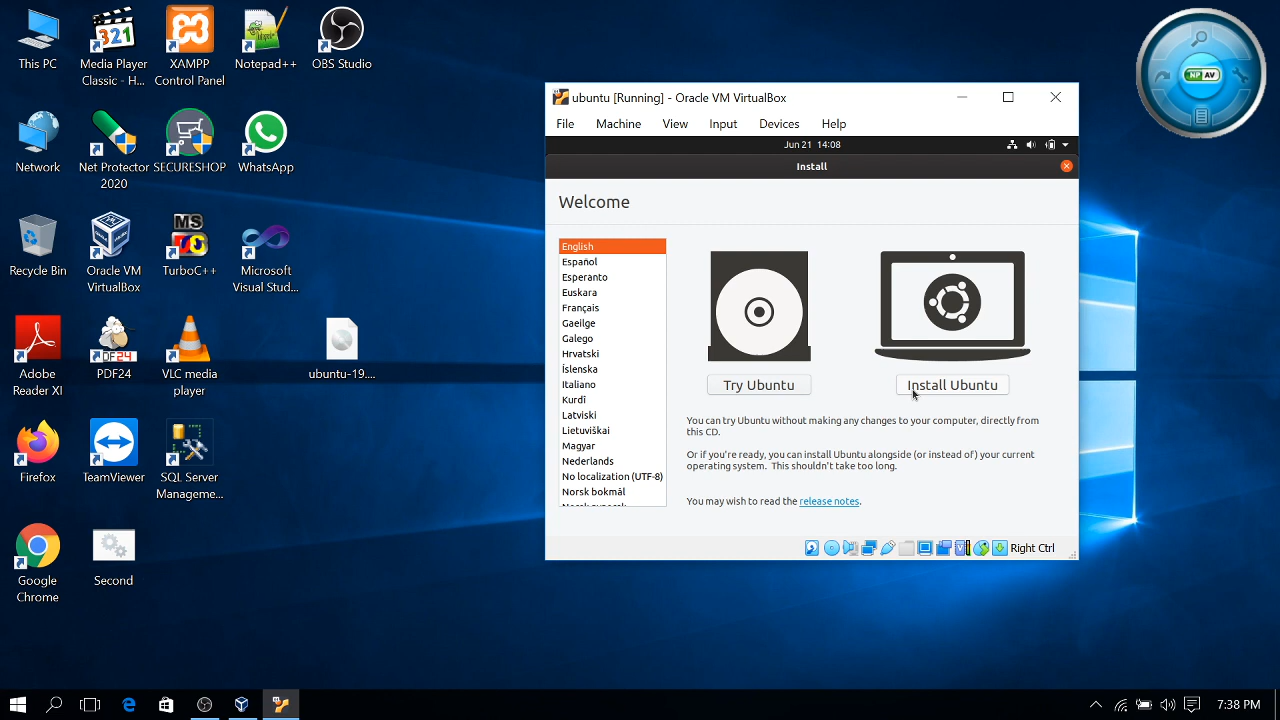 This PC
Media Player
Classic - H...
XAMPP
Control Panel
Notepad++
OBS Studio
Network
Net Protector
2020
SECURESHOP
WhatsApp
Recycle Bin
Oracle VM
VirtualBox
TurboC++
Microsoft
Visual Stud...
Adobe
Reader XI
PDF24
VLC media
player
ubuntu-19....
Firefox
TeamViewer
SQL Server
Manageme...
Google
Chrome
Second
321
MS
DF24
NP AV
ubuntu [Running] - Oracle VM VirtualBox
File Machine View Input Devices Help
Jun 21 14:08
Install
Welcome
English
Español
Esperanto
Euskara
Français
Gaeilge
Galego
Hrvatski
Íslenska
Italiano
Kurdî
Latviski
Lietuviškai
Magyar
Nederlands
No localization (UTF-8)
Norsk bokmål
Try Ubuntu
Install Ubuntu
You can try Ubuntu without making any changes to your computer, directly from
this CD.
Or if you're ready, you can install Ubuntu alongside (or instead of) your current
operating system. This shouldn't take too long.
You may wish to read the release notes.
Right Ctrl
7:38 PM